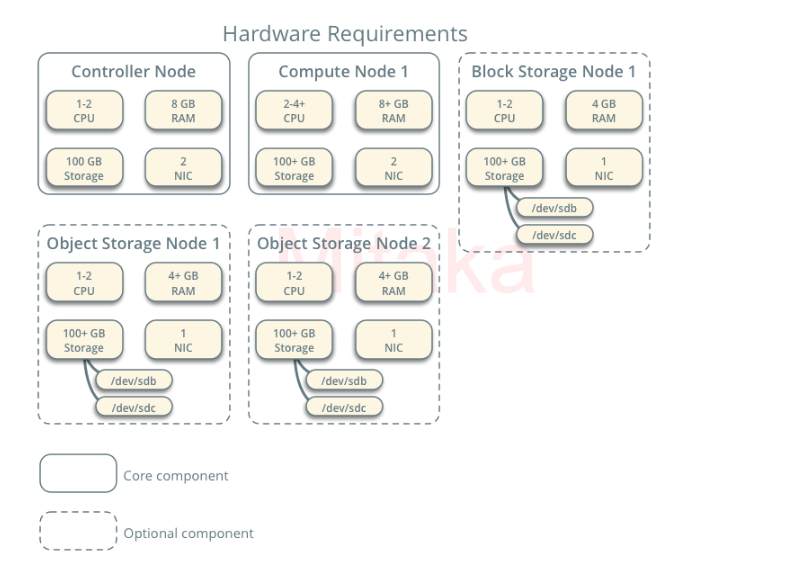 Hardware Requirements
Controller Node
1-2
CPU
8 GB
RAM
100 GB
Storage
2
NIC
Compute Node 1
2-4+
CPU
8+ GB
RAM
100+ GB
Storage
2
NIC
Block Storage Node 1
1-2
CPU
4 GB
RAM
100+ GB
Storage
1
NIC
/dev/sdb
/dev/sdc
Object Storage Node 1
1-2
CPU
4+ GB
RAM
100+ GB
Storage
1
NIC
/dev/sdb
/dev/sdc
Object Storage Node 2
1-2
CPU
4+ GB
RAM
100+ GB
Storage
1
NIC
/dev/sdb
/dev/sdc
Mitaka
Core component
Optional component